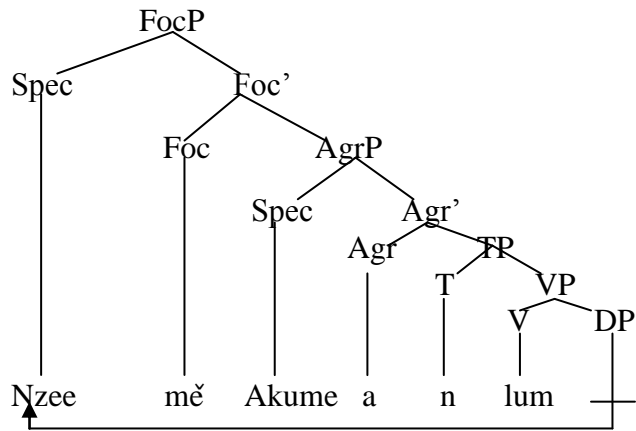 FocP
Spec Foc’
Foc AgrP
Spec Agr’
Agr TP
T VP
V DP
Nzee mě Akume a n lum